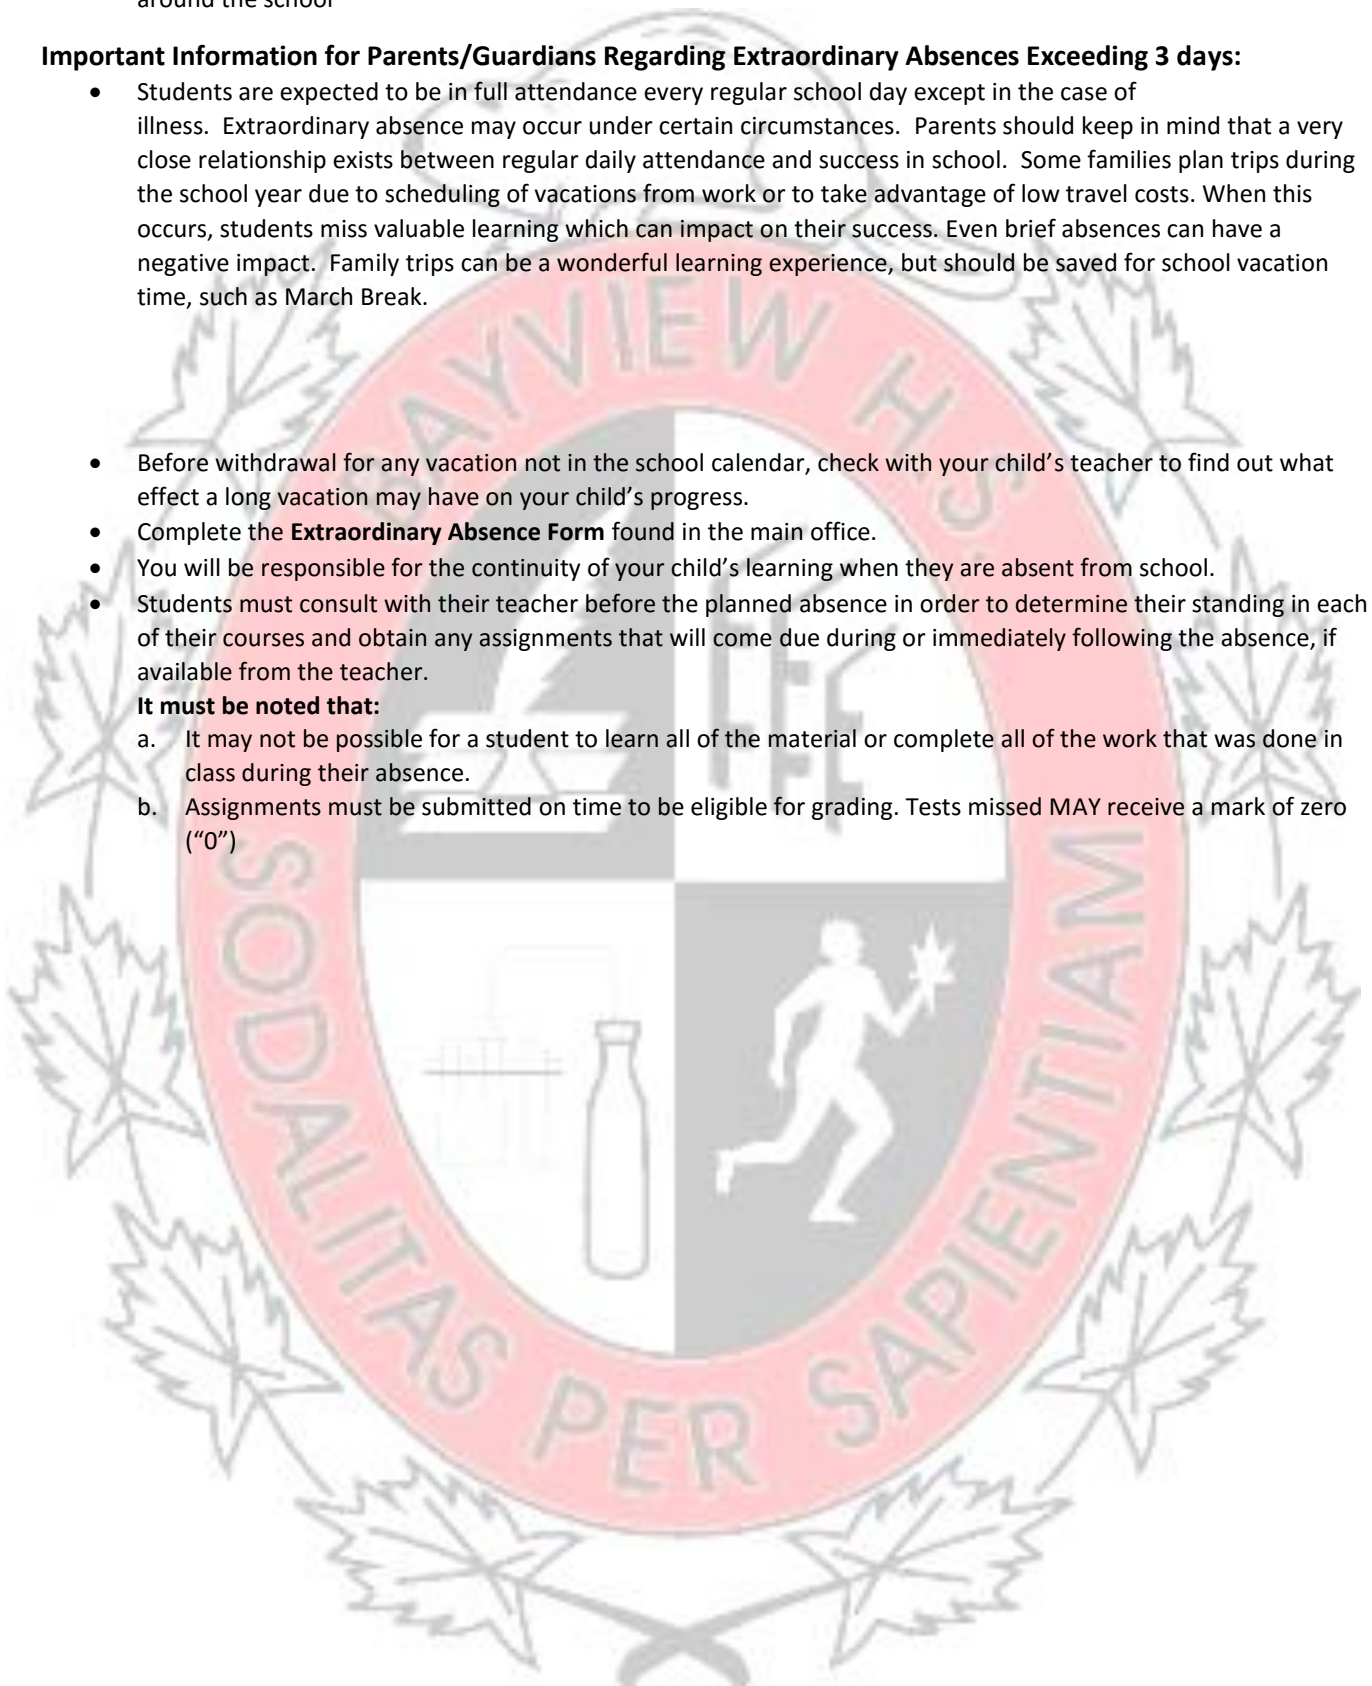 around the school
Important Information for Parents/Guardians Regarding Extraordinary Absences Exceeding 3 days:
• Students are expected to be in full attendance every regular school day except in the case of
illness.  Extraordinary absence may occur under certain circumstances.  Parents should keep in mind that a very
close relationship exists between regular daily attendance and success in school.  Some families plan trips during
the school year due to scheduling of vacations from work or to take advantage of low travel costs. When this
occurs, students miss valuable learning which can impact on their success. Even brief absences can have a
negative impact.  Family trips can be a wonderful learning experience, but should be saved for school vacation
time, such as March Break.
• Before withdrawal for any vacation not in the school calendar, check with your child’s teacher to find out what
effect a long vacation may have on your child’s progress.
• Complete the Extraordinary Absence Form found in the main office.
• You will be responsible for the continuity of your child’s learning when they are absent from school.
• Students must consult with their teacher before the planned absence in order to determine their standing in each
of their courses and obtain any assignments that will come due during or immediately following the absence, if
available from the teacher.
It must be noted that:
a. It may not be possible for a student to learn all of the material or complete all of the work that was done in
class during their absence.
b. Assignments must be submitted on time to be eligible for grading. Tests missed MAY receive a mark of zero
(“0”)
BAYVIEW H.S.
SODALITAS PER SAPIENTIAM